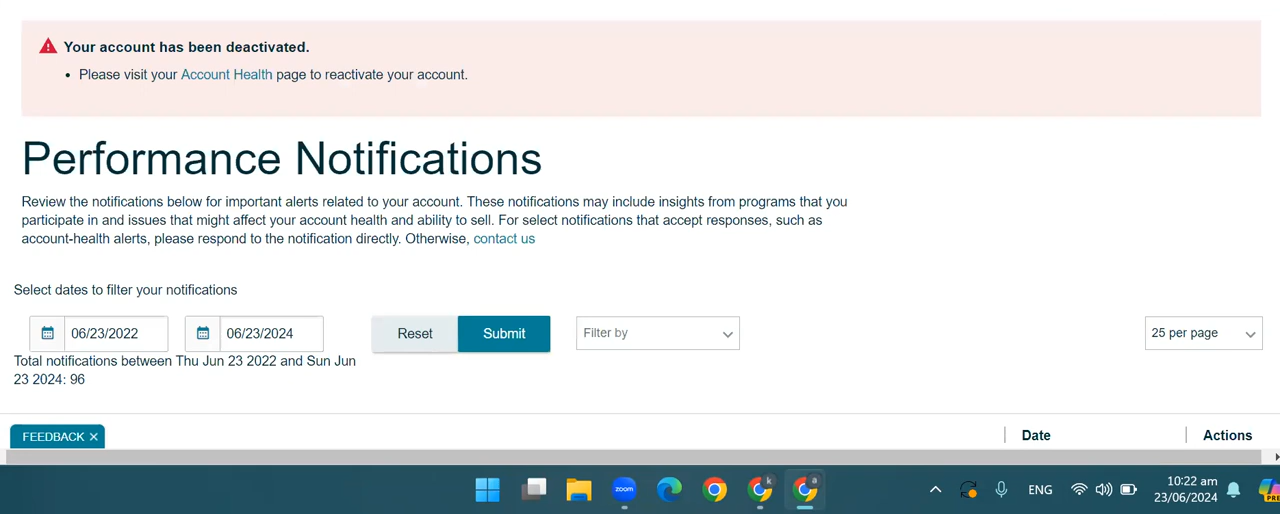 Your account has been deactivated.
• Please visit your Account Health page to reactivate your account.
Performance Notifications
Review the notifications below for important alerts related to your account. These notifications may include insights from programs that you
participate in and issues that might affect your account health and ability to sell. For select notifications that accept responses, such as
account-health alerts, please respond to the notification directly. Otherwise, contact us
Select dates to filter your notifications
06/23/2022 06/23/2024 Reset Submit Filter by 25 per page
Total notifications between Thu Jun 23 2022 and Sun Jun
23 2024: 96
FEEDBACK × Date Actions
zoom k a ENG 10:22 am
23/06/2024 PRE